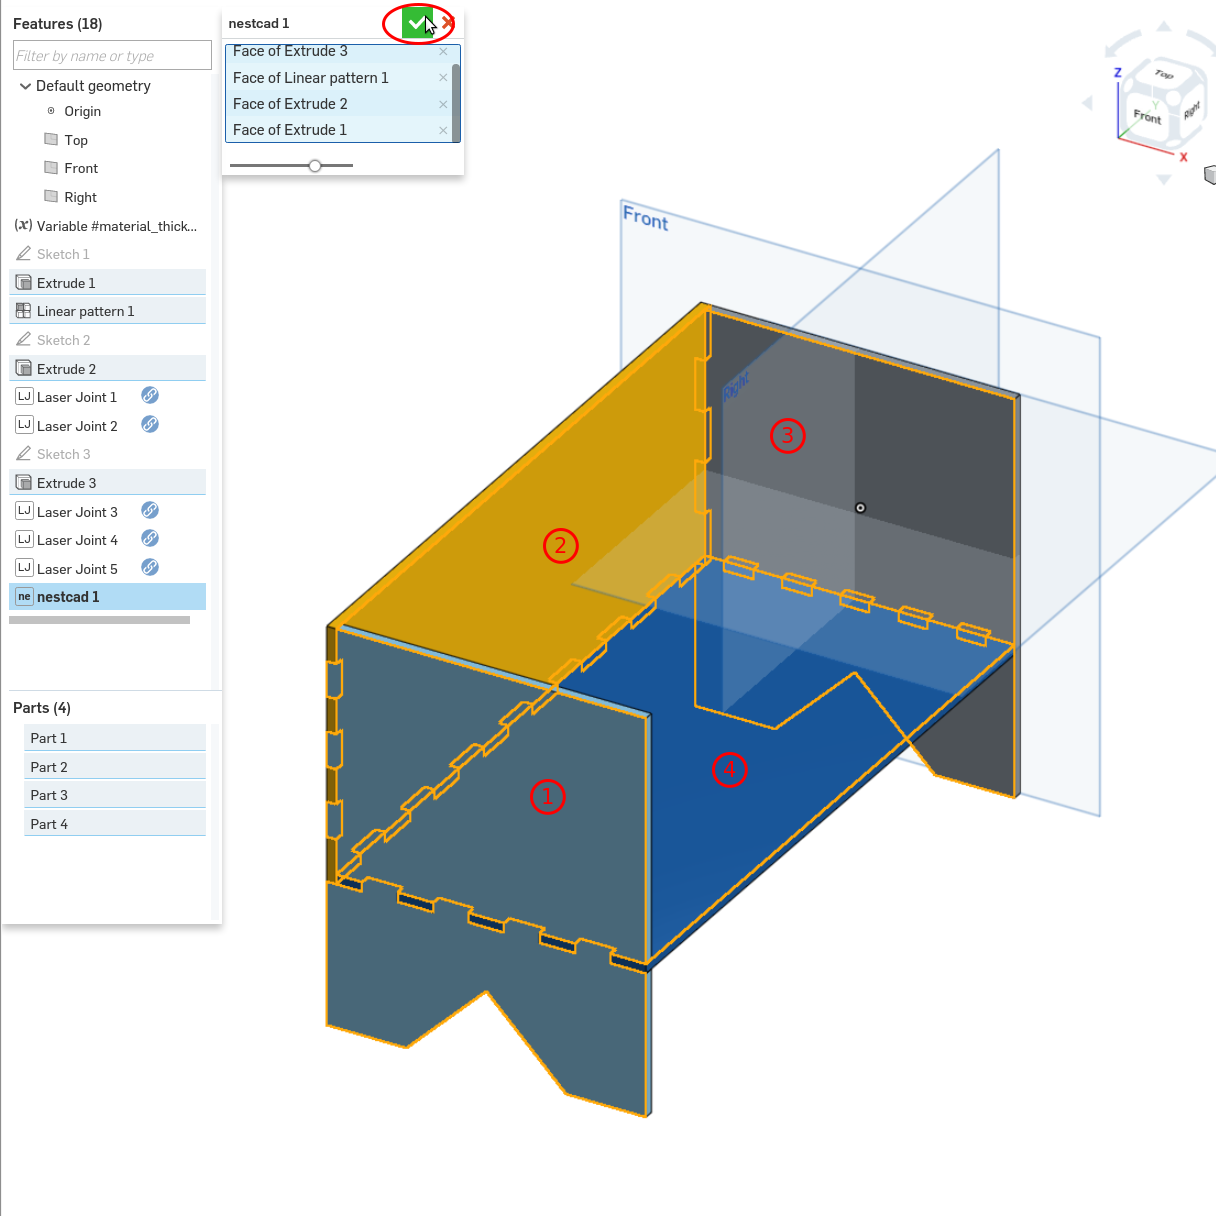 Features (18)
Filter by name or type
Default geometry
Origin
Top
Front
Right
(x) Variable #material_thick...
Sketch 1
Extrude 1
Linear pattern 1
Sketch 2
Extrude 2
LJ Laser Joint 1
LJ Laser Joint 2
Sketch 3
Extrude 3
LJ Laser Joint 3
LJ Laser Joint 4
LJ Laser Joint 5
ne nestcad 1
Parts (4)
Part 1
Part 2
Part 3
Part 4
nestcad 1
Face of Extrude 3
Face of Linear pattern 1
Face of Extrude 2
Face of Extrude 1
Z
Top
Y
Front
Right
X
Front
Right
3
2
4
1